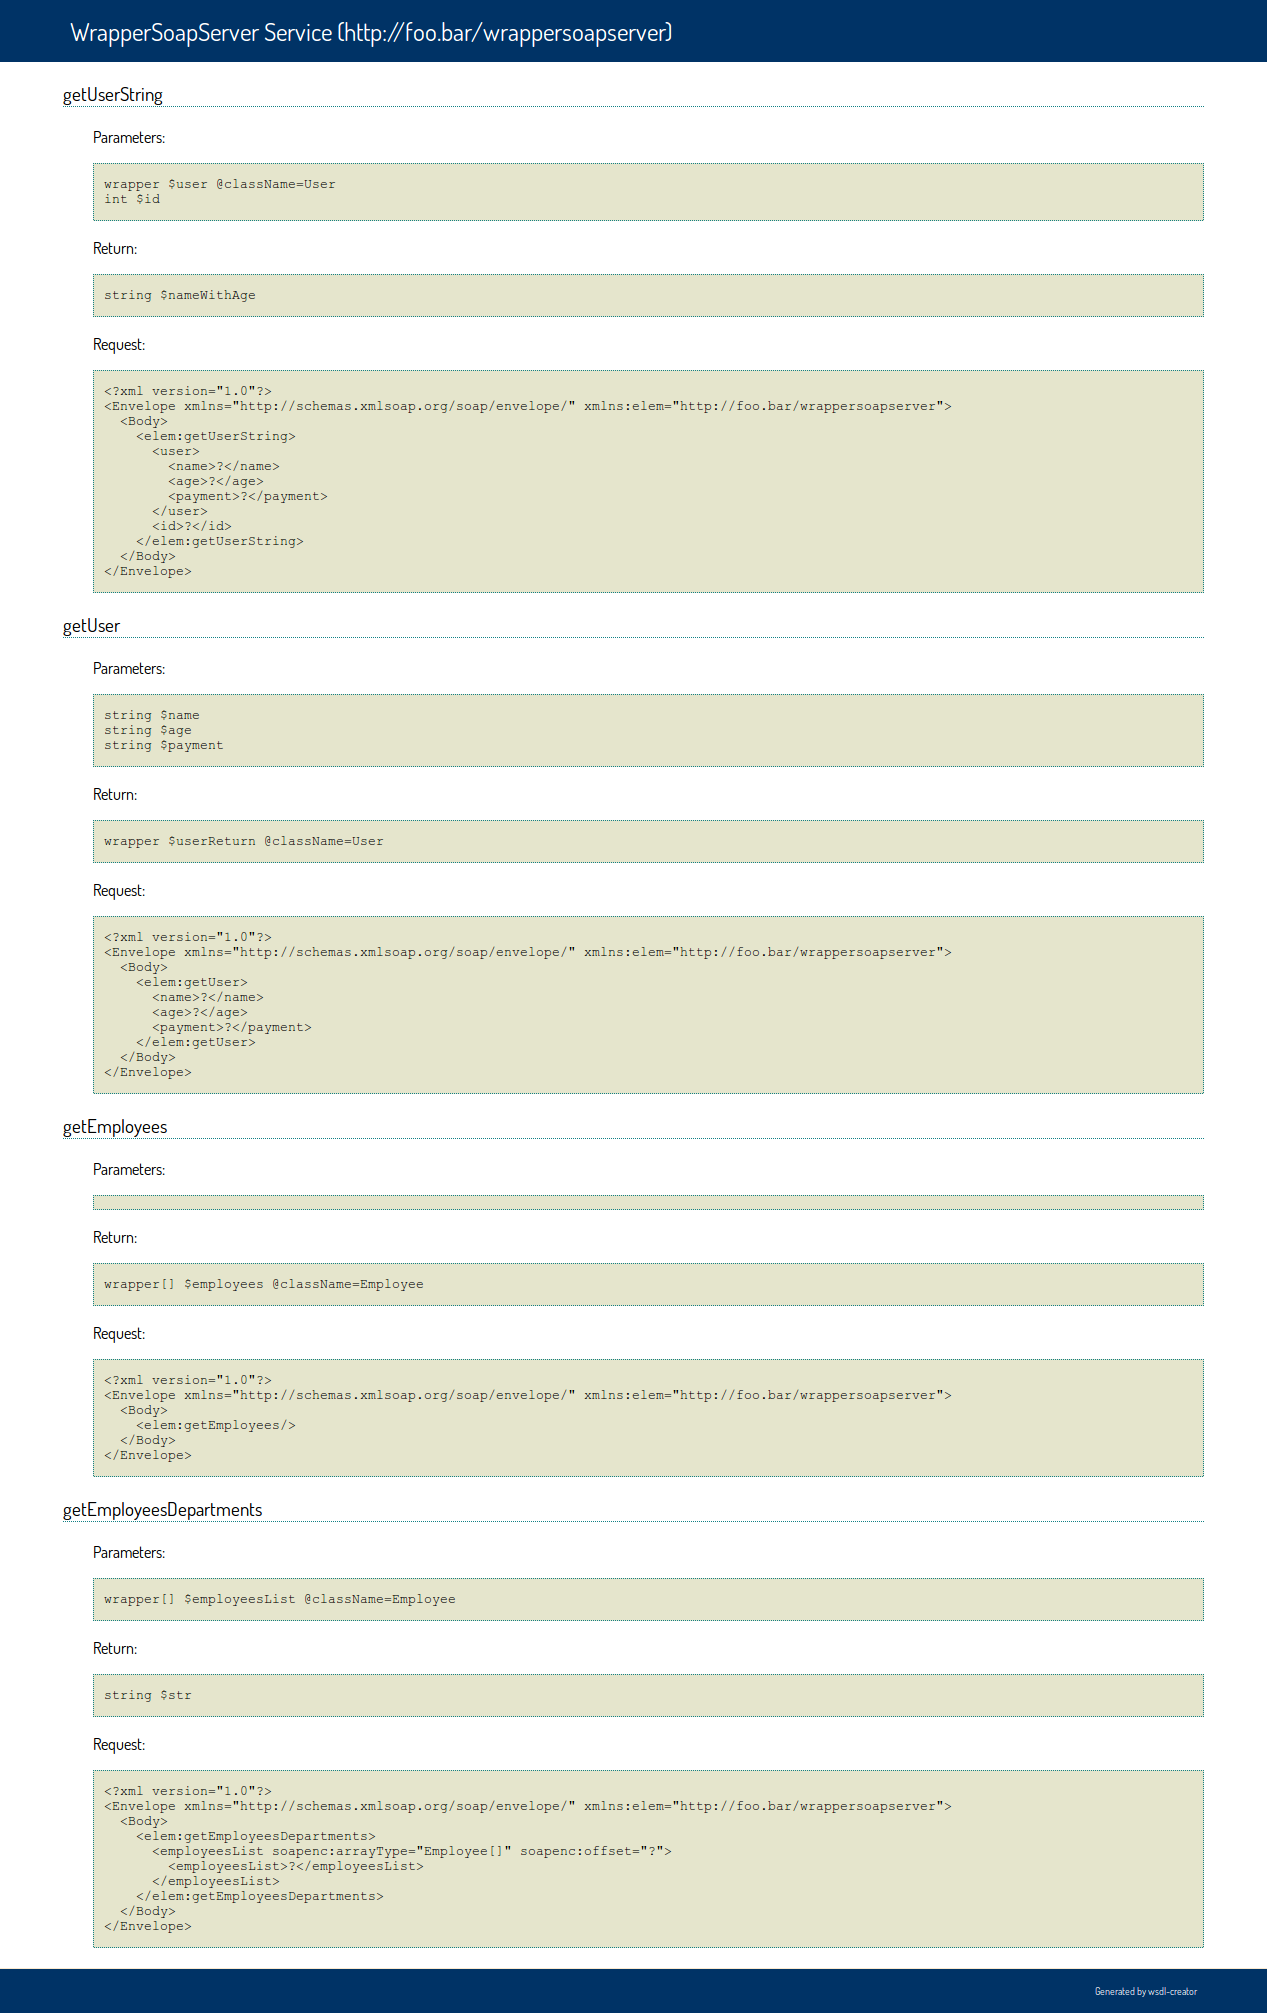 WrapperSoapServer Service (http://foo.bar/wrappersoapserver)
getUserString
Parameters:
wrapper $user @className=User
int $id
Return:
string $nameWithAge
Request:
<?xml version="1.0"?>
<Envelope xmlns="http://schemas.xmlsoap.org/soap/envelope/" xmlns:elem="http://foo.bar/wrappersoapserver">
  <Body>
    <elem:getUserString>
      <user>
        <name>?</name>
        <age>?</age>
        <payment>?</payment>
      </user>
      <id>?</id>
    </elem:getUserString>
  </Body>
</Envelope>
getUser
Parameters:
string $name
string $age
string $payment
Return:
wrapper $userReturn @className=User
Request:
<?xml version="1.0"?>
<Envelope xmlns="http://schemas.xmlsoap.org/soap/envelope/" xmlns:elem="http://foo.bar/wrappersoapserver">
  <Body>
    <elem:getUser>
      <name>?</name>
      <age>?</age>
      <payment>?</payment>
    </elem:getUser>
  </Body>
</Envelope>
getEmployees
Parameters:
Return:
wrapper[] $employees @className=Employee
Request:
<?xml version="1.0"?>
<Envelope xmlns="http://schemas.xmlsoap.org/soap/envelope/" xmlns:elem="http://foo.bar/wrappersoapserver">
  <Body>
    <elem:getEmployees/>
  </Body>
</Envelope>
getEmployeesDepartments
Parameters:
wrapper[] $employeesList @className=Employee
Return:
string $str
Request:
<?xml version="1.0"?>
<Envelope xmlns="http://schemas.xmlsoap.org/soap/envelope/" xmlns:elem="http://foo.bar/wrappersoapserver">
  <Body>
    <elem:getEmployeesDepartments>
      <employeesList soapenc:arrayType="Employee[]" soapenc:offset="?">
        <employeesList>?</employeesList>
      </employeesList>
    </elem:getEmployeesDepartments>
  </Body>
</Envelope>
Generated by wsdl-creator